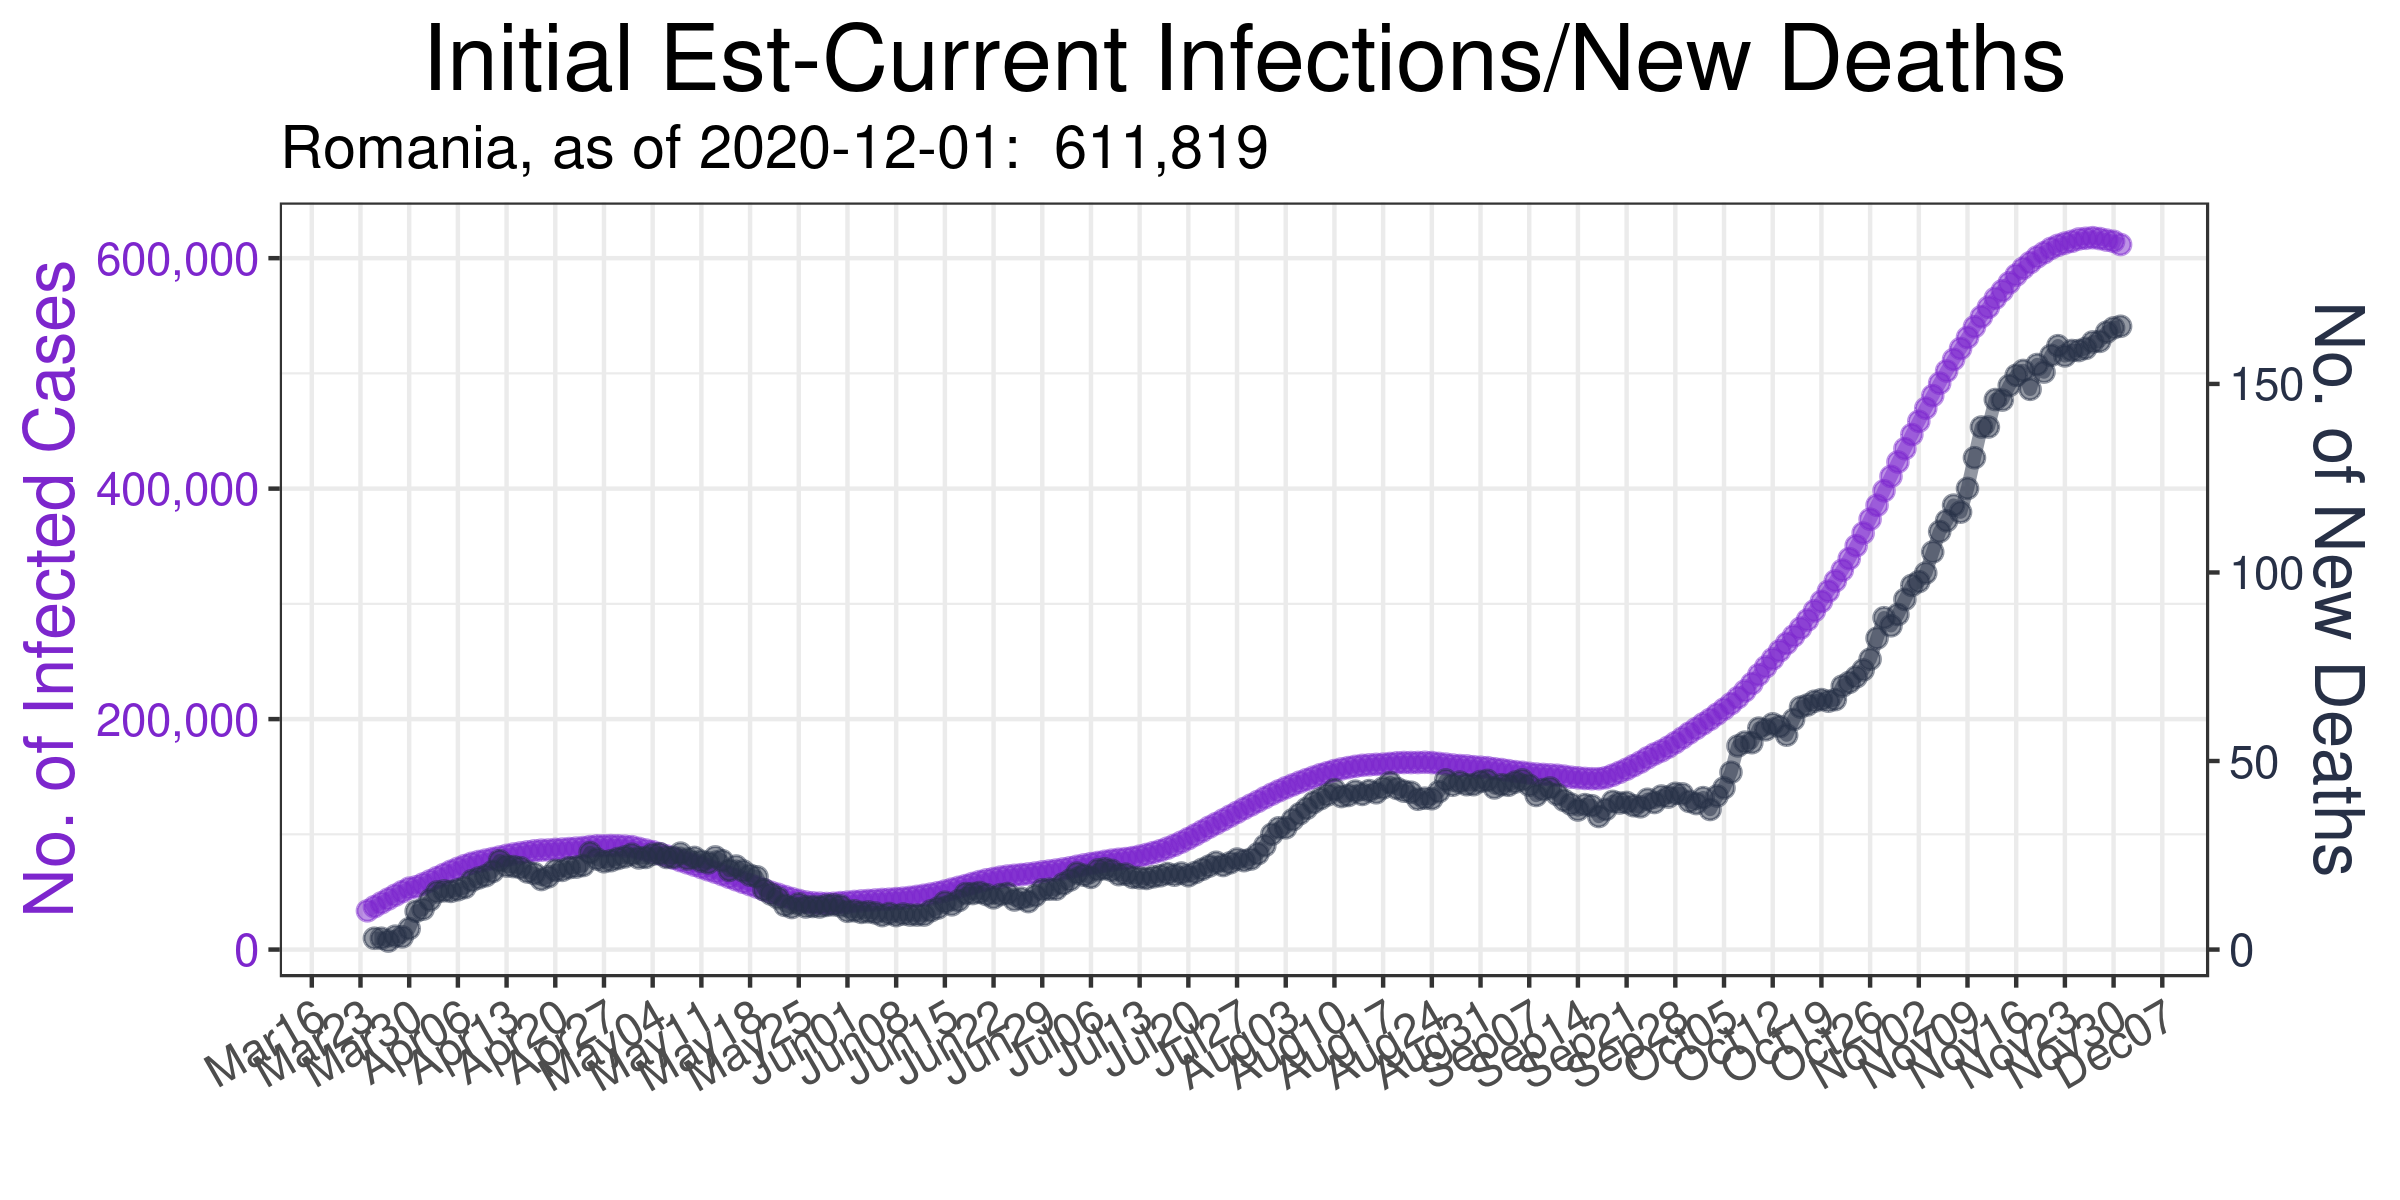 Initial Est-Current Infections/New Deaths
Romania, as of 2020-12-01:  611,819
No. of Infected Cases
600,000
400,000
200,000
0
150
100
50
0
No. of New Deaths
Mar16
Mar23
Mar30
Apr06
Apr13
Apr20
Apr27
May04
May11
May18
May25
Jun01
Jun08
Jun15
Jun22
Jun29
Jul06
Jul13
Jul20
Jul27
Aug03
Aug10
Aug17
Aug24
Aug31
Sep07
Sep14
Sep21
Sep28
Oct05
Oct12
Oct19
Oct26
Nov02
Nov09
Nov16
Nov23
Nov30
Dec07